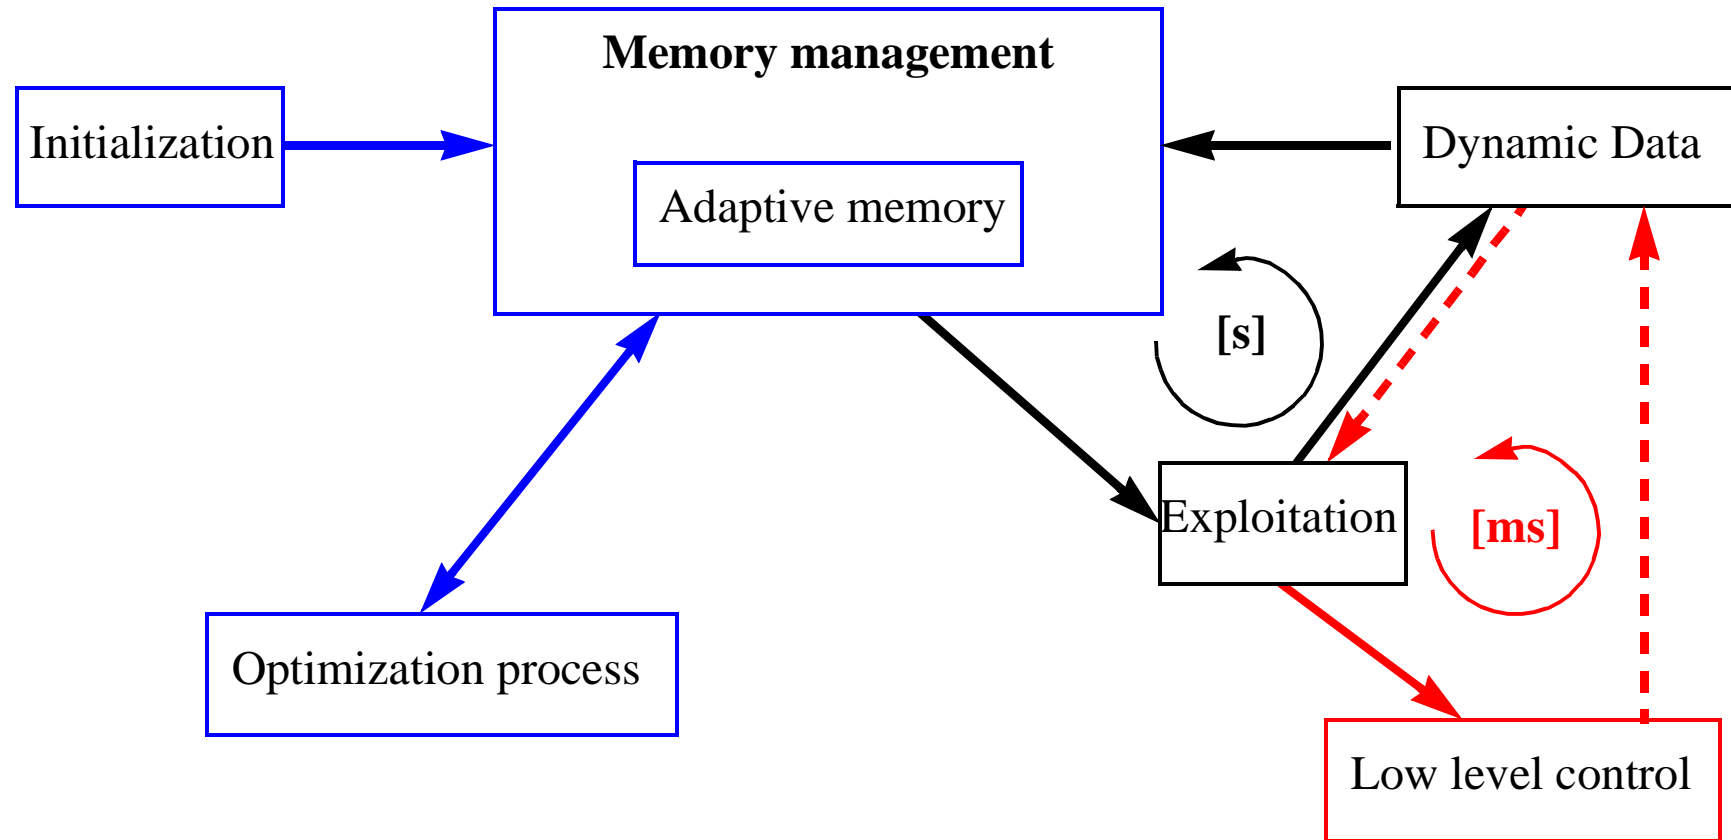 Memory management
Initialization
Dynamic Data
Adaptive memory
[s]
Exploitation
[ms]
Optimization process
Low level control